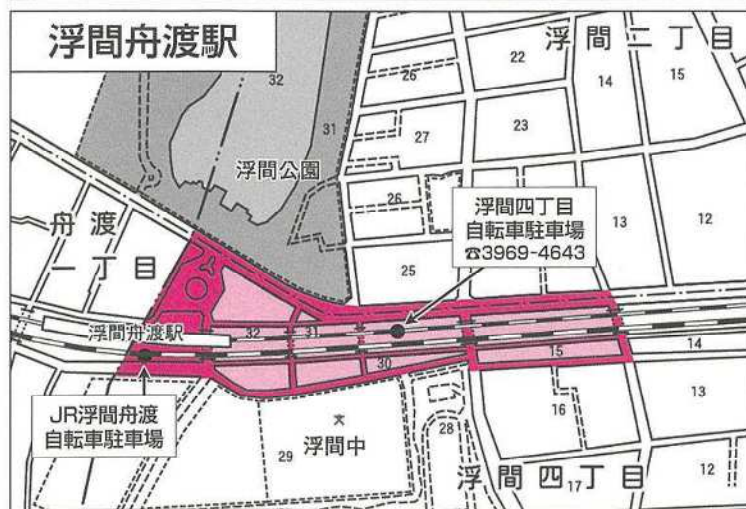 浮間舟渡駅
浮間二丁目
32
31
26
22
14
15
27
23
浮間公園
26
浮間四丁目
自転車駐車場
☎3969-4643
13
12
舟渡
一丁目
25
浮間舟渡駅
32
31
30
15
14
JR浮間舟渡
自転車駐車場
29
文
浮間中
28
16
13
浮間四丁目
17
12